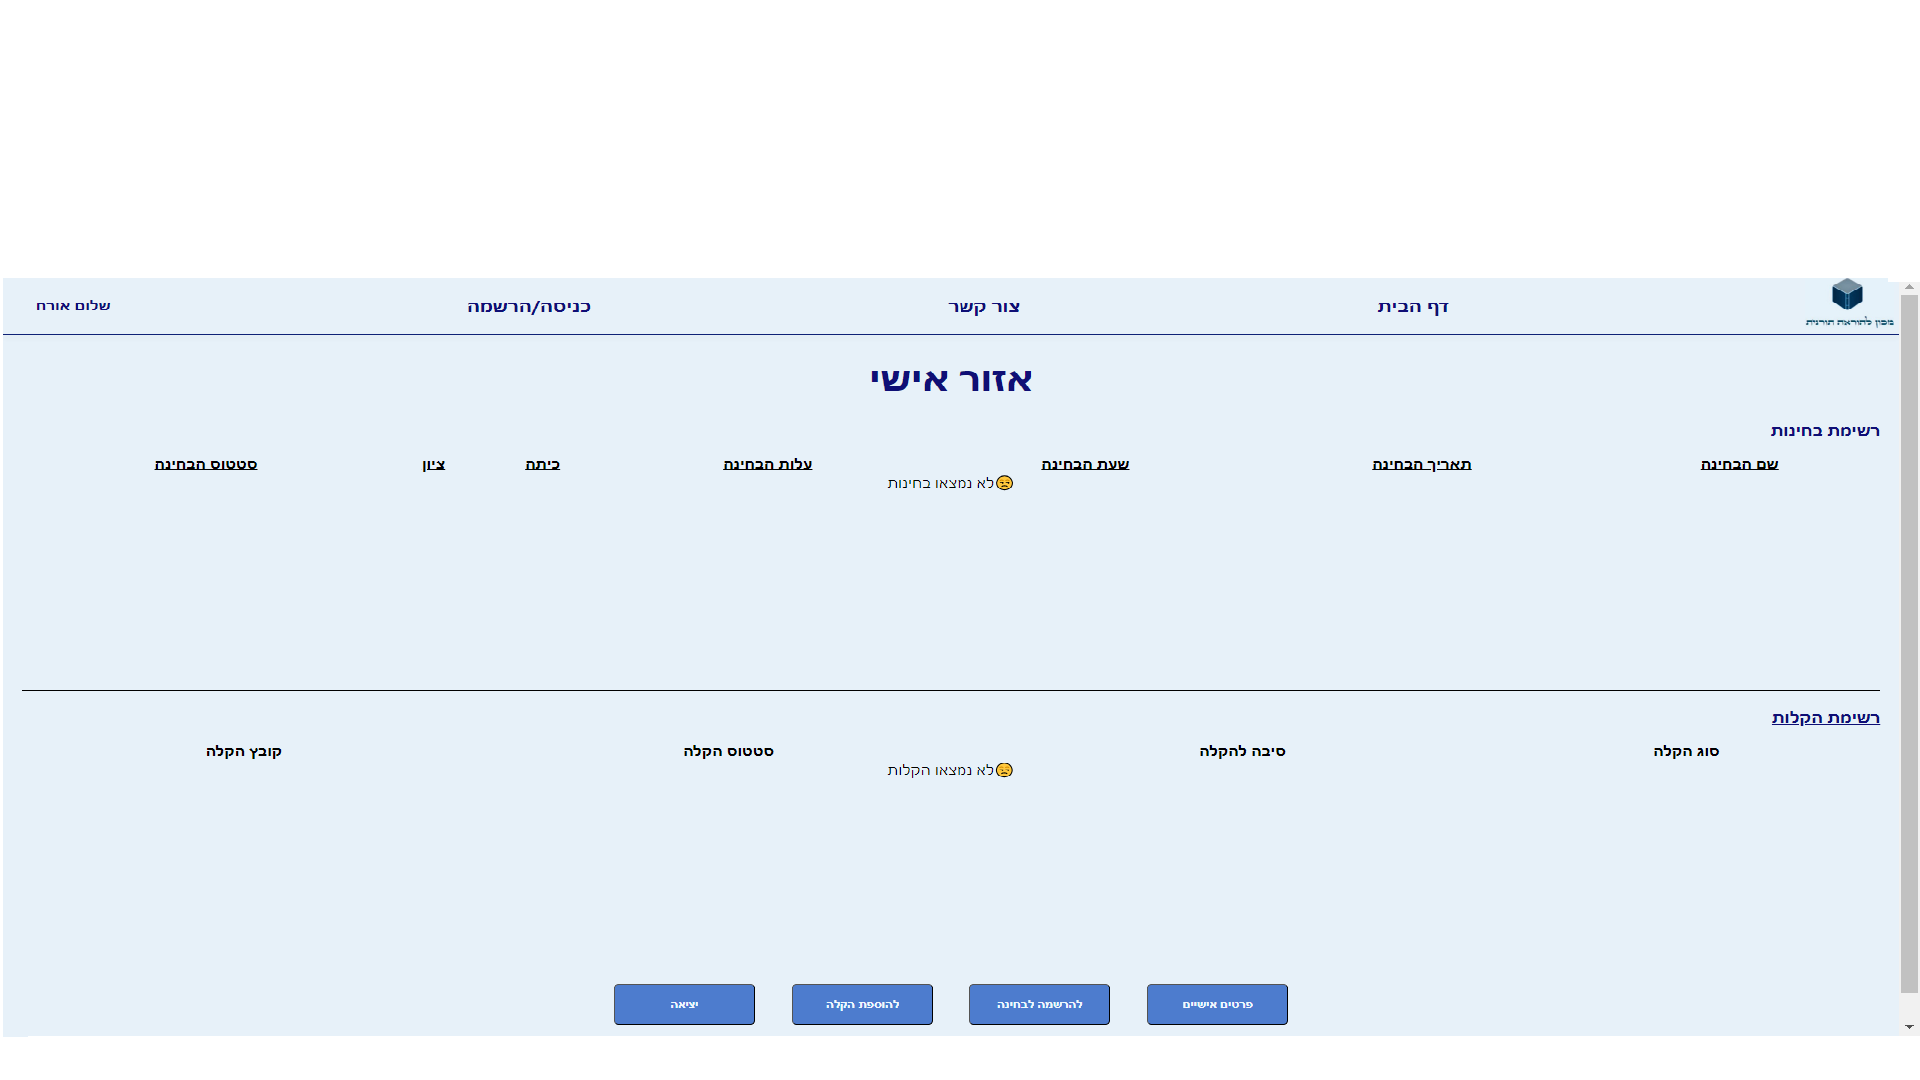 מכון להוראה תורנית
דף הבית
צור קשר
כניסה/הרשמה
שלום אורח
אזור אישי
רשימת בחינות
שם הבחינה תאריך הבחינה שעת הבחינה עלות הבחינה כיתה ציון סטטוס הבחינה
😔לא נמצאו בחינות
רשימת הקלות
סוג הקלה סיבה להקלה סטטוס הקלה קובץ הקלה
😔לא נמצאו הקלות
פרטים אישיים
להרשמה לבחינה
להוספת הקלה
יציאה